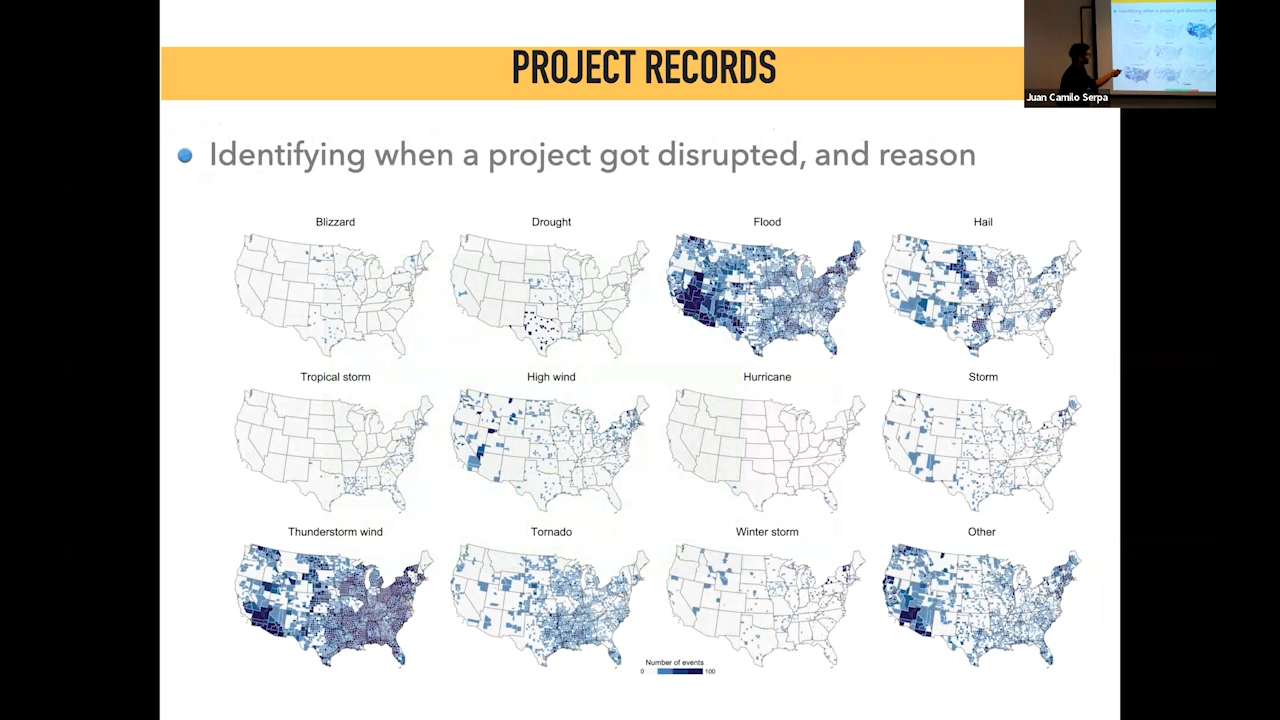 PROJECT RECORDS
Juan Camilo Serpa
Identifying when a project got disrupted, and reason
Blizzard
Drought
Flood
Hail
Tropical storm
High wind
Hurricane
Storm
Thunderstorm wind
Tornado
Winter storm
Other
Number of events
0
100